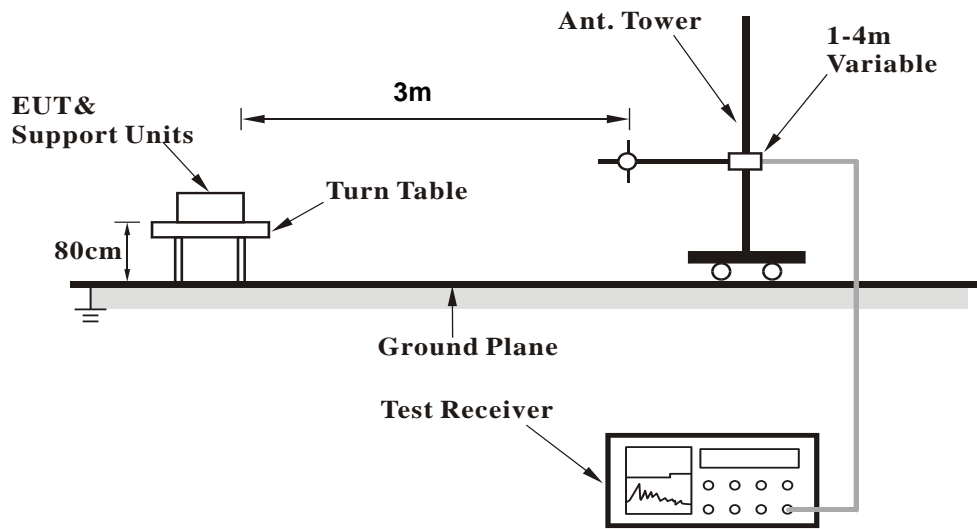 Ant. Tower
1-4m
Variable
3m
EUT&
Support Units
Turn Table
80cm
Ground Plane
Test Receiver